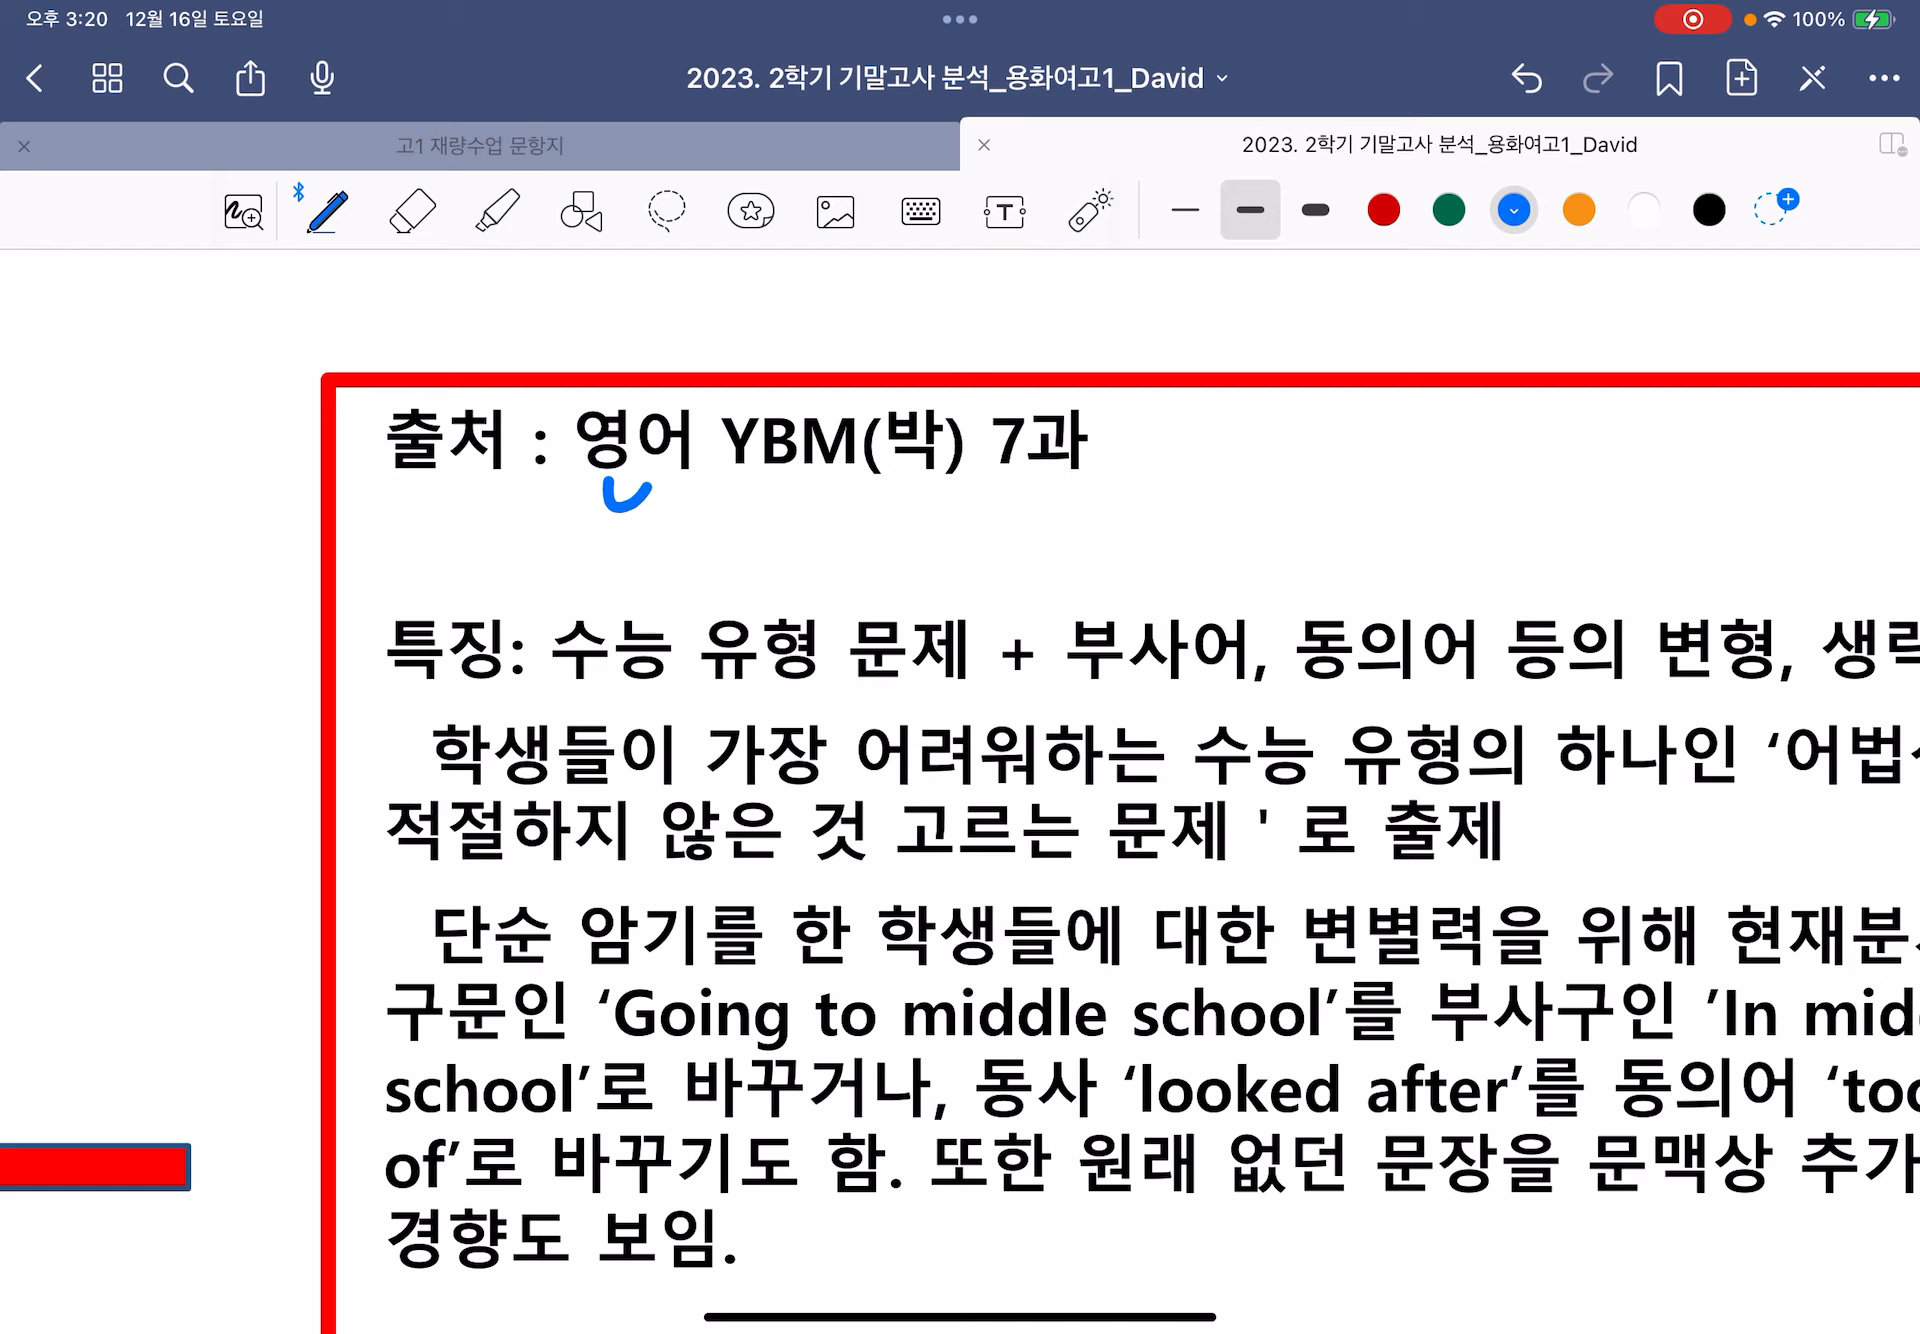 오후 3:20 12월 16일 토요일
100%
2023. 2학기 기말고사 분석_용화여고1_David
고1 재량수업 문항지
2023. 2학기 기말고사 분석_용화여고1_David
출처 : 영어 YBM(박) 7과
특징: 수능 유형 문제 + 부사어, 동의어 등의 변형, 생략
학생들이 가장 어려워하는 수능 유형의 하나인 ‘어법
적절하지 않은 것 고르는 문제 ' 로 출제
단순 암기를 한 학생들에 대한 변별력을 위해 현재분
구문인 ‘Going to middle school’를 부사구인 ’In mid
school’로 바꾸거나, 동사 ‘looked after’를 동의어 ‘too
of’로 바꾸기도 함. 또한 원래 없던 문장을 문맥상 추가
경향도 보임.